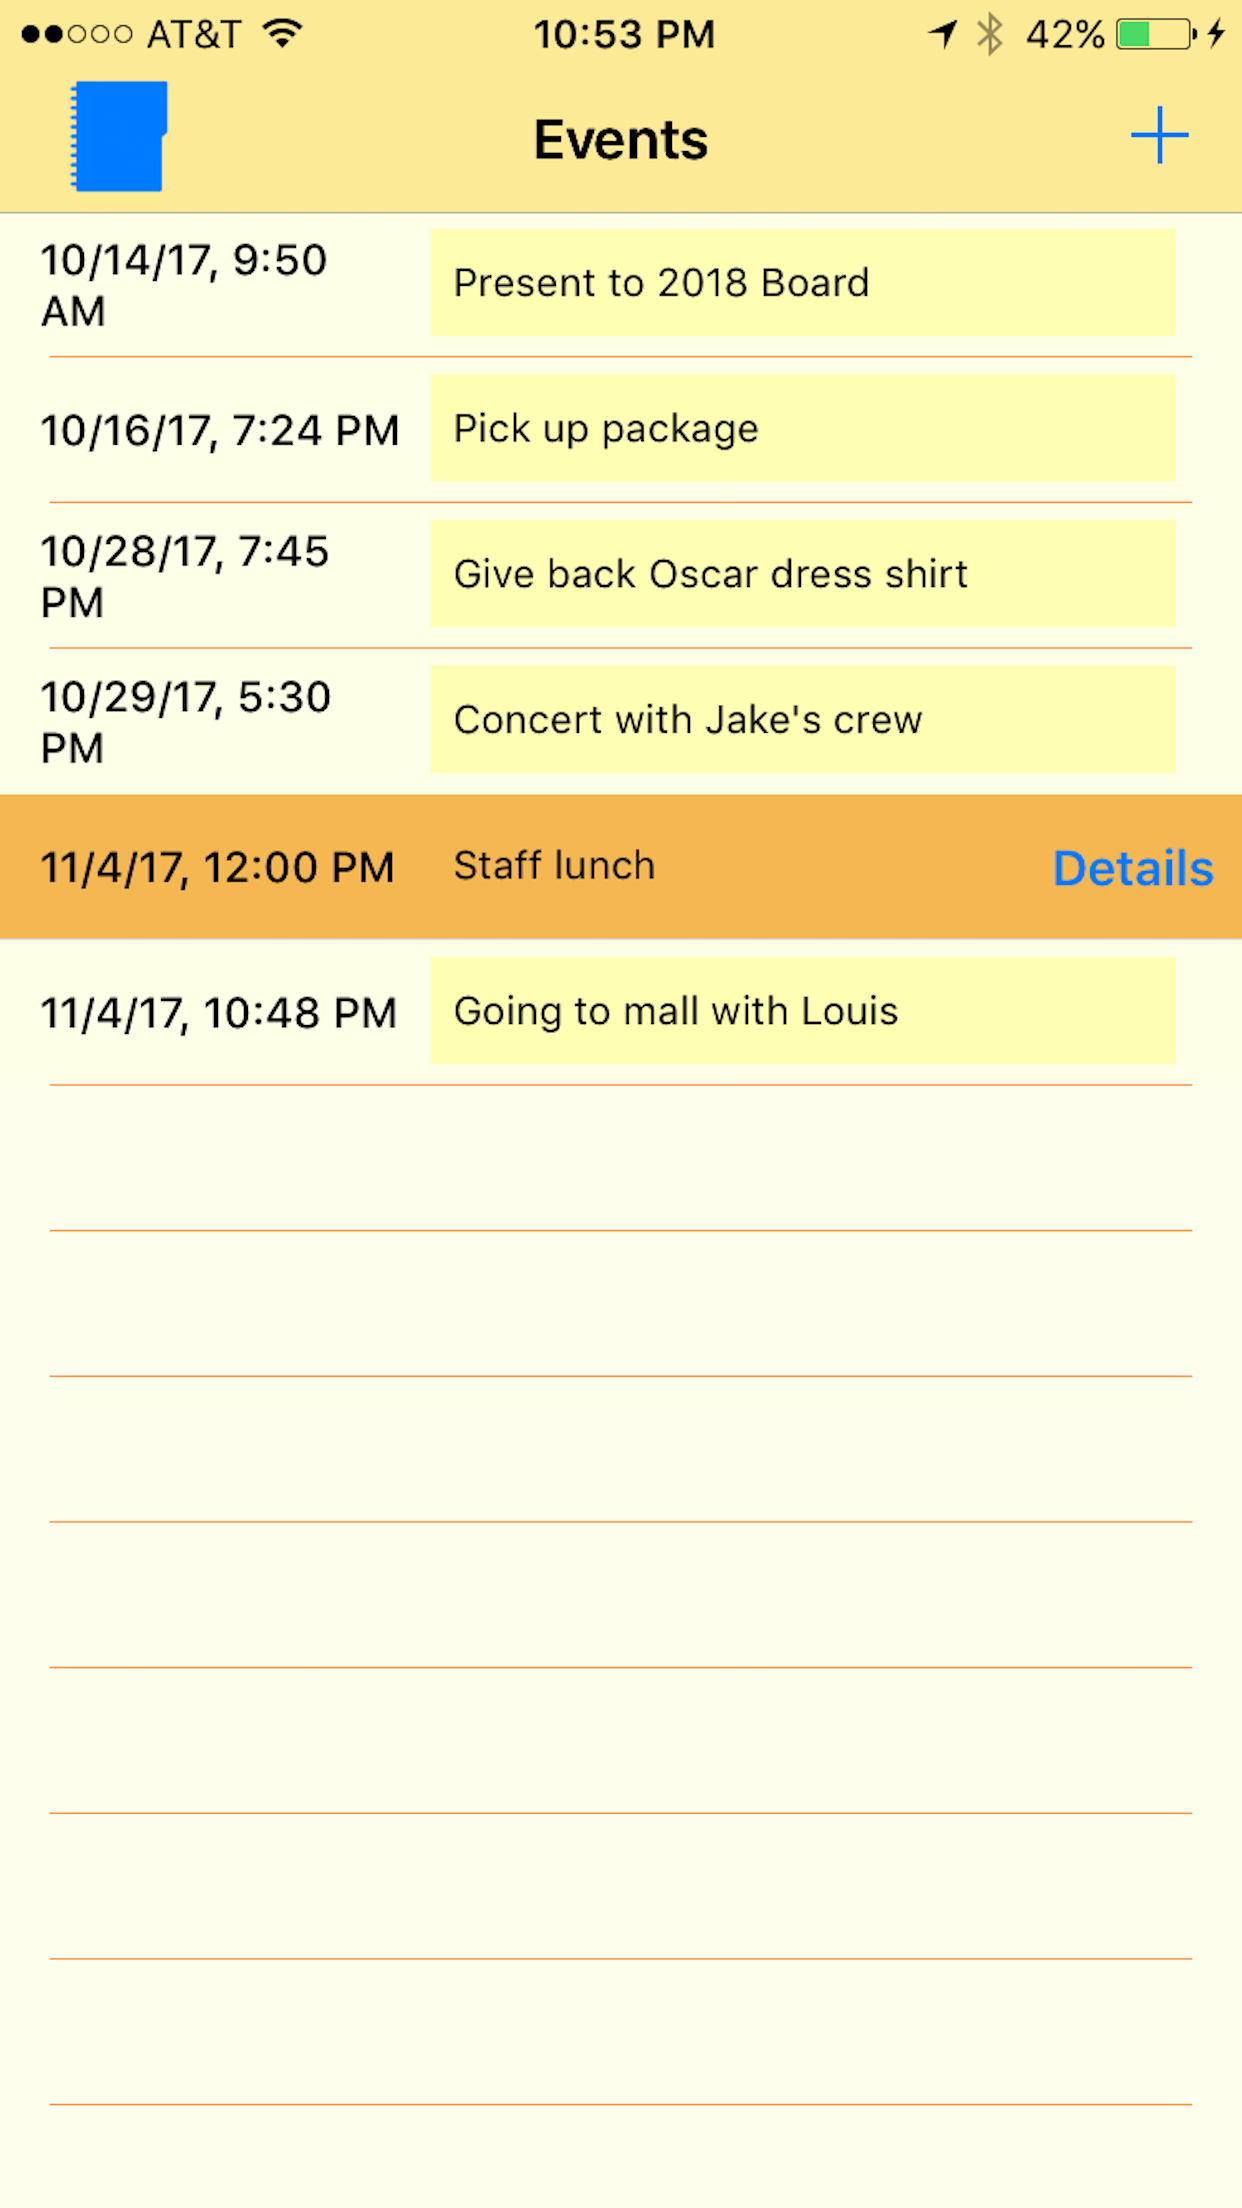 AT&T 10:53 PM 42%
Events
10/14/17, 9:50
AM
Present to 2018 Board
10/16/17, 7:24 PM Pick up package
10/28/17, 7:45
PM
Give back Oscar dress shirt
10/29/17, 5:30
PM
Concert with Jake's crew
11/4/17, 12:00 PM Staff lunch Details
11/4/17, 10:48 PM Going to mall with Louis